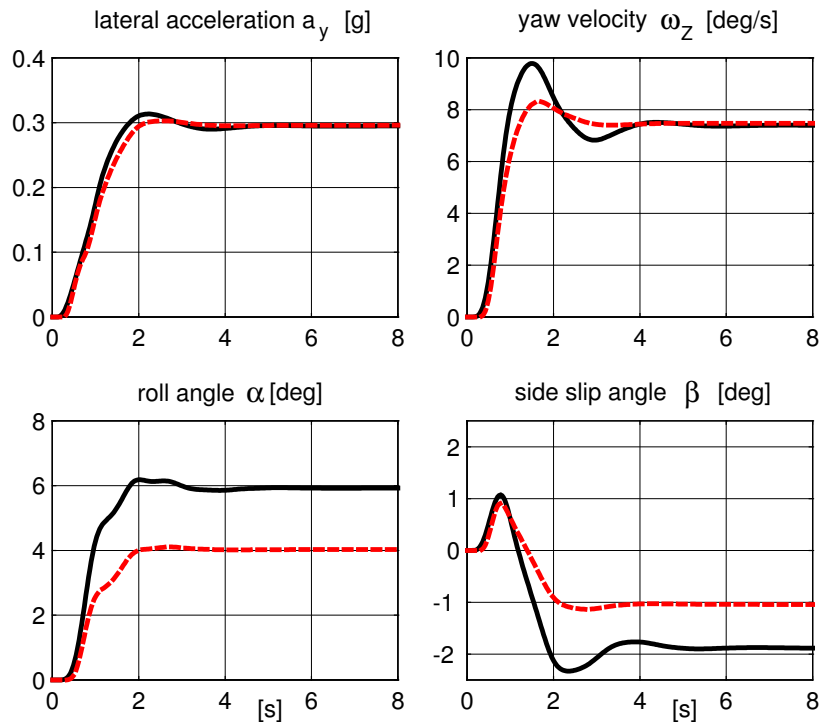 lateral acceleration a_y [g]
0.4
0.3
0.2
0.1
0
0 2 4 6 8
yaw velocity ω_Z [deg/s]
10
8
6
4
2
0
0 2 4 6 8
roll angle α [deg]
8
6
4
2
0
0 2 4 [s] 6 8
side slip angle β [deg]
2
1
0
-1
-2
0 2 4 [s] 6 8